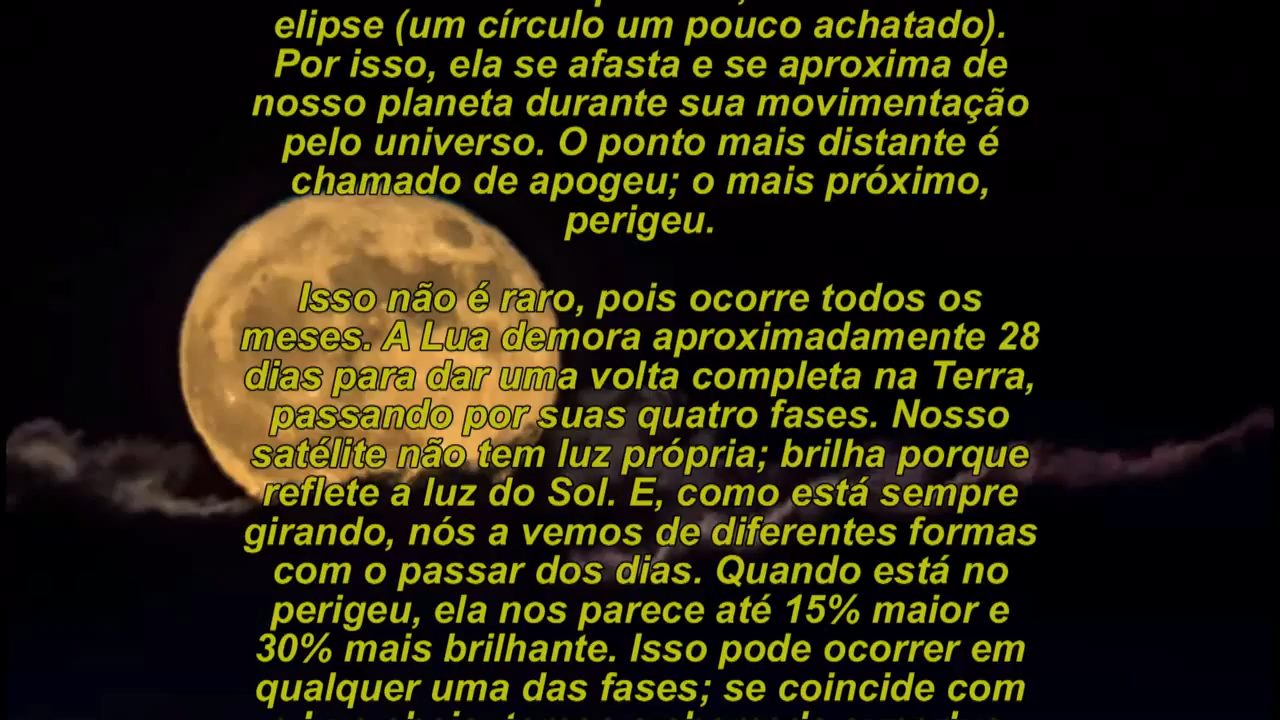 elipse (um círculo um pouco achatado).
Por isso, ela se afasta e se aproxima de
nosso planeta durante sua movimentação
pelo universo. O ponto mais distante é
chamado de apogeu; o mais próximo,
perigeu.
Isso não é raro, pois ocorre todos os
meses. A Lua demora aproximadamente 28
dias para dar uma volta completa na Terra,
passando por suas quatro fases. Nosso
satélite não tem luz própria; brilha porque
reflete a luz do Sol. E, como está sempre
girando, nós a vemos de diferentes formas
com o passar dos dias. Quando está no
perigeu, ela nos parece até 15% maior e
30% mais brilhante. Isso pode ocorrer em
qualquer uma das fases; se coincide com